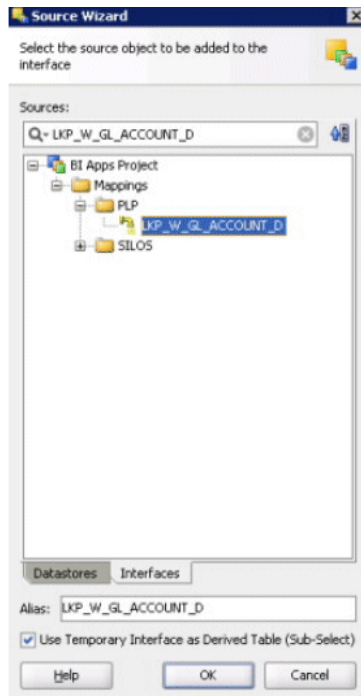 Source Wizard
Select the source object to be added to the
interface
Sources:
LKP_W_GL_ACCOUNT_D
BI Apps Project
Mappings
PLP
LKP_W_GL_ACCOUNT_D
SILOS
Datastores Interfaces
Alias: LKP_W_GL_ACCOUNT_D
Use Temporary Interface as Derived Table (Sub-Select)
Help OK Cancel